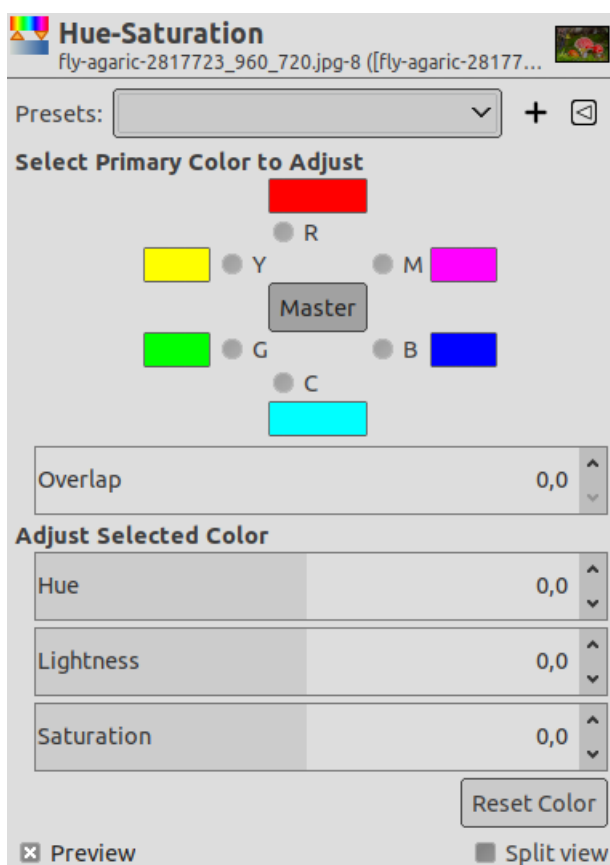 Hue-Saturation
fly-agaric-2817723_960_720.jpg-8 ([fly-agaric-28177...
Presets:
Select Primary Color to Adjust
R
Y M
Master
G B
C
Overlap 0,0
Adjust Selected Color
Hue 0,0
Lightness 0,0
Saturation 0,0
Reset Color
Preview Split view